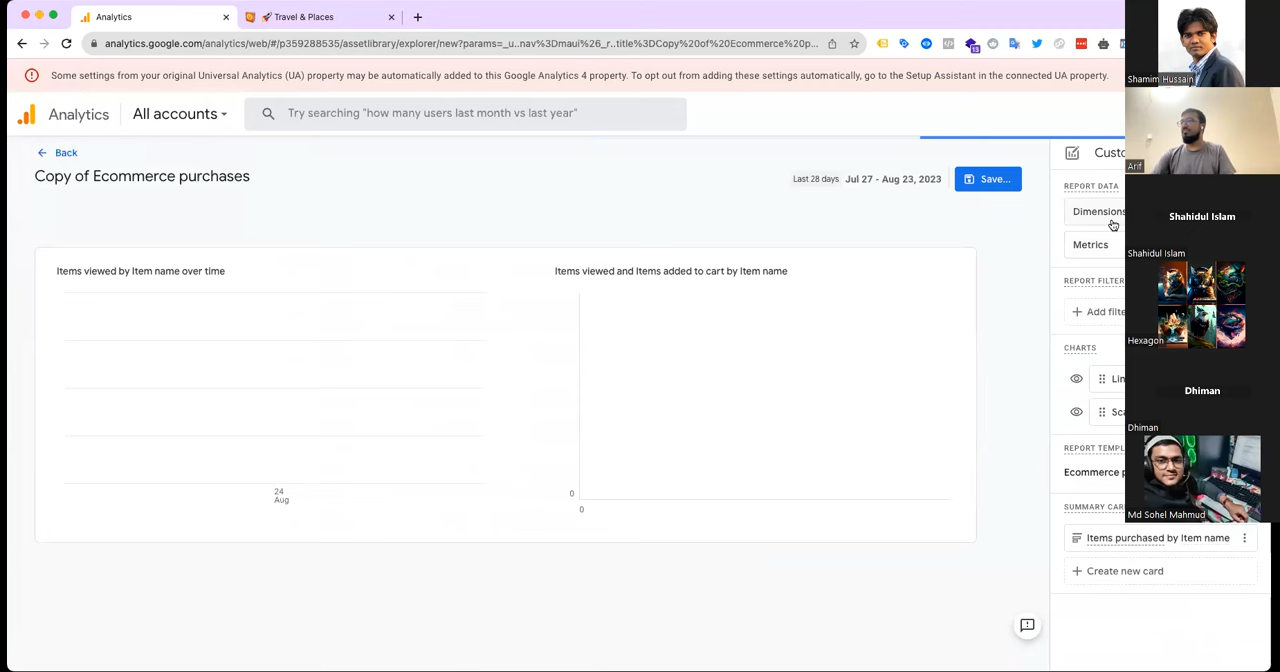 Analytics
🚀 Travel & Places
analytics.google.com/analytics/web/#/p359288535/assetlibrary/explorer/new?params=_u..nav%3Dmaui%26_r..title%3DCopy%20of%20Ecommerce%20p...
13
Some settings from your original Universal Analytics (UA) property may be automatically added to this Google Analytics 4 property. To opt out from adding these settings automatically, go to the Setup Assistant in the connected UA property.
Analytics
All accounts
Try searching "how many users last month vs last year"
Back
Copy of Ecommerce purchases
Last 28 days
Jul 27 - Aug 23, 2023
Save...
Items viewed by Item name over time
24
Aug
Items viewed and Items added to cart by Item name
0
0
Custo
REPORT DATA
Dimensions
Metrics
REPORT FILTER
+ Add filte
CHARTS
Lin
Sca
REPORT TEMPL
Ecommerce p
SUMMARY CAR
Items purchased by Item name
+ Create new card
Shamim Hussain
Arif
Shahidul Islam
Shahidul Islam
Hexagon
Dhiman
Dhiman
Md Sohel Mahmud